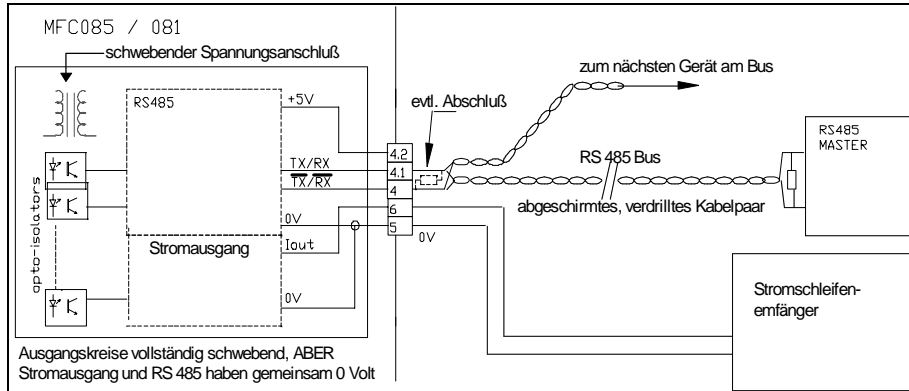 MFC085 / 081
schwebender Spannungsanschluß
RS485
+5V
TX/RX
TX/RX
0V
Iout
Stromausgang
0V
opto-isolators
4.2
4.1
4
6
5
0V
evtl. Abschluß
zum nächsten Gerät am Bus
RS 485 Bus
abgeschirmtes, verdrilltes Kabelpaar
RS485
MASTER
Stromschleifen-
emfänger
Ausgangskreise vollständig schwebend, ABER
Stromausgang und RS 485 haben gemeinsam 0 Volt